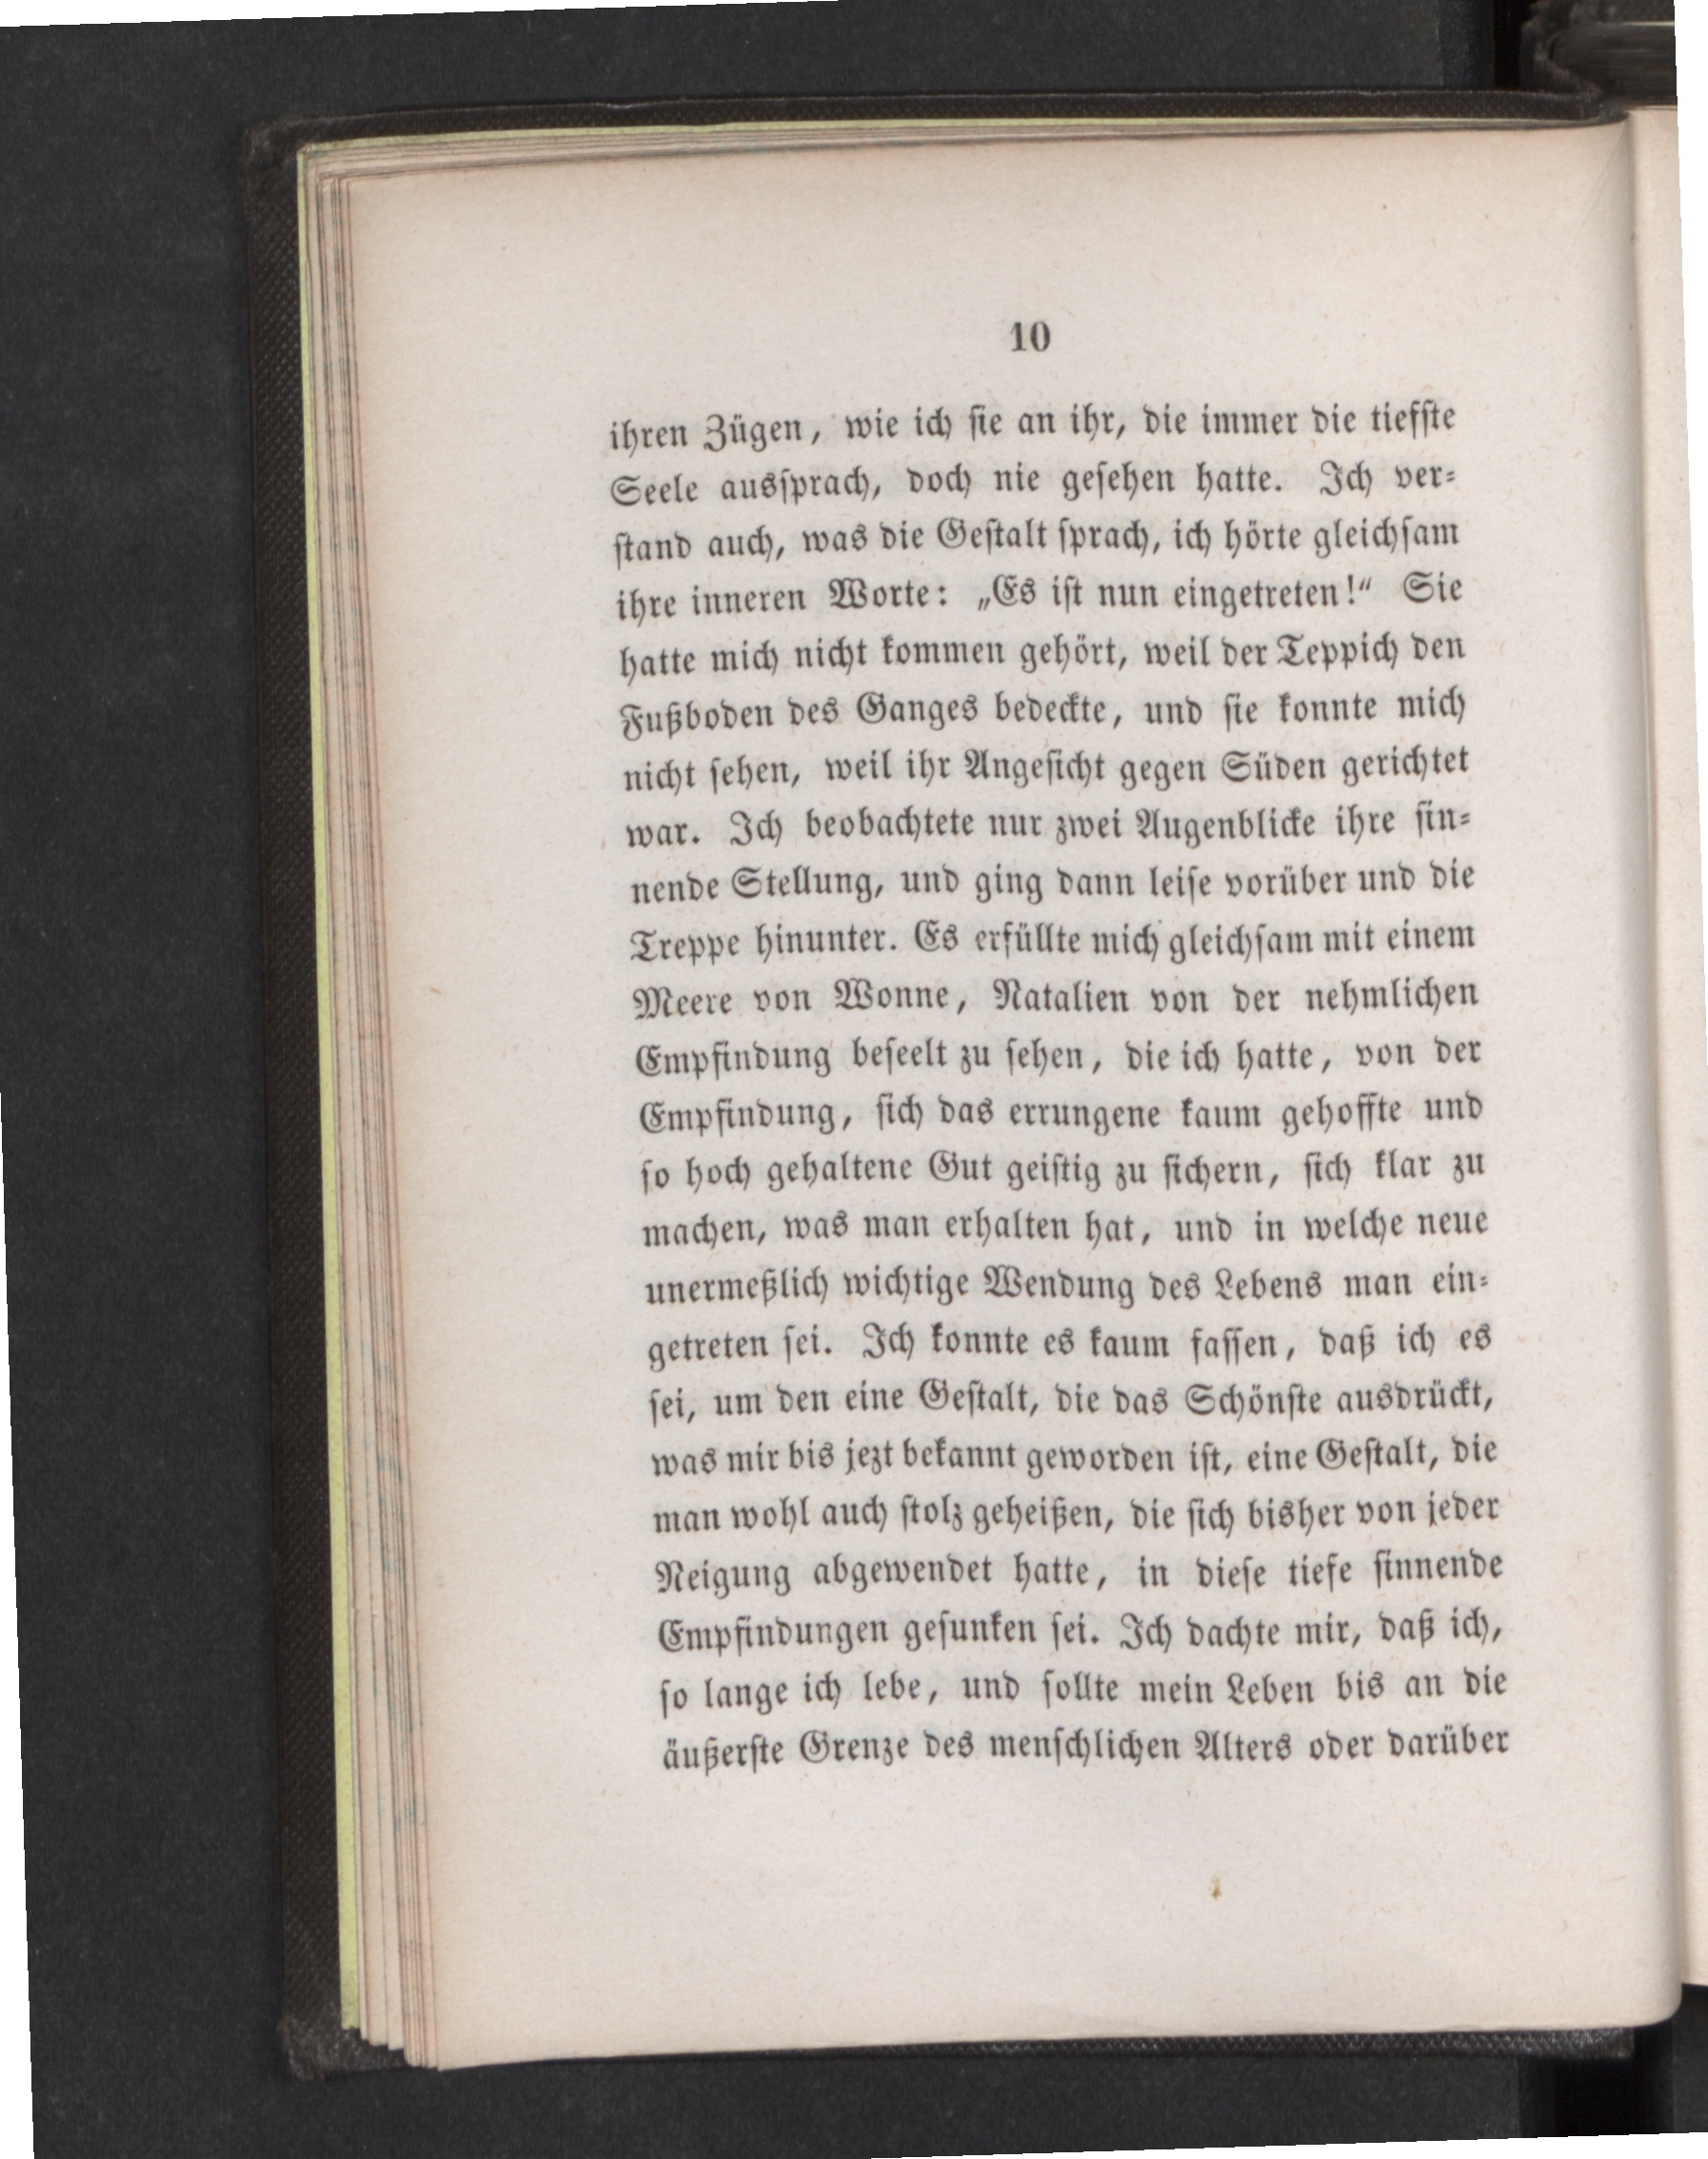 10
ihren Zügen, wie ich ſie an ihr, die immer die tiefſte
Seele ausſprach, doch nie geſehen hatte. Ich ver⸗
ſtand auch, was die Geſtalt ſprach, ich hörte gleichſam
ihre inneren Worte: „Es iſt nun eingetreten!“ Sie
hatte mich nicht kommen gehört, weil der Teppich den
Fußboden des Ganges bedeckte, und ſie konnte mich
nicht ſehen, weil ihr Angeſicht gegen Süden gerichtet
war. Ich beobachtete nur zwei Augenblicke ihre ſin⸗
nende Stellung, und ging dann leiſe vorüber und die
Treppe hinunter. Es erfüllte mich gleichſam mit einem
Meere von Wonne, Natalien von der nehmlichen
Empfindung beſeelt zu ſehen, die ich hatte, von der
Empfindung, ſich das errungene kaum gehoffte und
ſo hoch gehaltene Gut geiſtig zu ſichern, ſich klar zu
machen, was man erhalten hat, und in welche neue
unermeßlich wichtige Wendung des Lebens man ein⸗
getreten ſei. Ich konnte es kaum faſſen, daß ich es
ſei, um den eine Geſtalt, die das Schönſte ausdrückt,
was mir bis jezt bekannt geworden iſt, eine Geſtalt, die
man wohl auch ſtolz geheißen, die ſich bisher von jeder
Neigung abgewendet hatte, in dieſe tiefe ſinnende
Empfindungen geſunken ſei. Ich dachte mir, daß ich,
ſo lange ich lebe, und ſollte mein Leben bis an die
äußerſte Grenze des menſchlichen Alters oder darüber